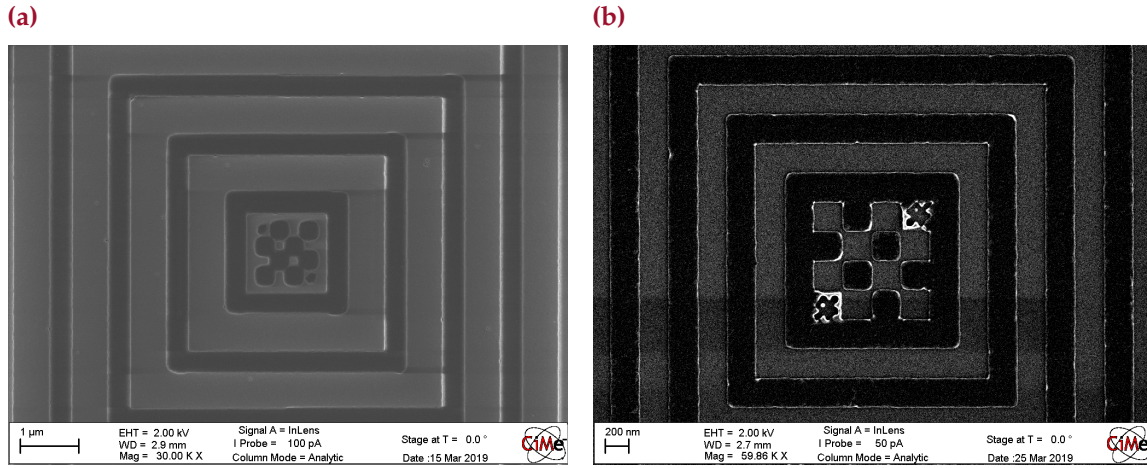 (a) (b)
1 µm
EHT = 2.00 kV
WD = 2.9 mm
Mag = 30.00 K X
Signal A = InLens
I Probe = 100 pA
Column Mode = Analytic
Stage at T = 0.0 °
Date :15 Mar 2019
CiMe
200 nm
EHT = 2.00 kV
WD = 2.7 mm
Mag = 59.86 K X
Signal A = InLens
I Probe = 50 pA
Column Mode = Analytic
Stage at T = 0.0 °
Date :25 Mar 2019
CiMe